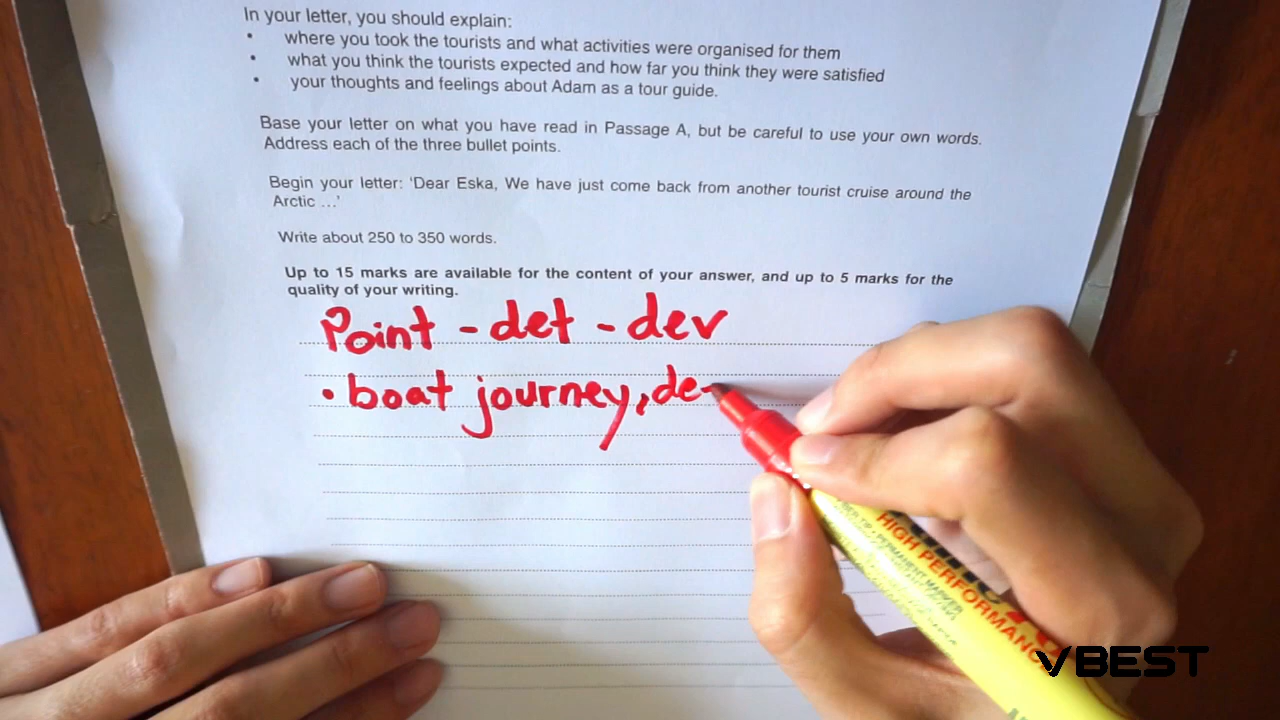 In your letter, you should explain:
• where you took the tourists and what activities were organised for them
• what you think the tourists expected and how far you think they were satisfied
• your thoughts and feelings about Adam as a tour guide.
Base your letter on what you have read in Passage A, but be careful to use your own words.
Address each of the three bullet points.
Begin your letter: ‘Dear Eska, We have just come back from another tourist cruise around the
Arctic …’
Write about 250 to 350 words.
Up to 15 marks are available for the content of your answer, and up to 5 marks for the
quality of your writing.
Point - det - dev
• boat journey, de
HIGH PERFORMANC
PERMANENT MARKER
VBEST